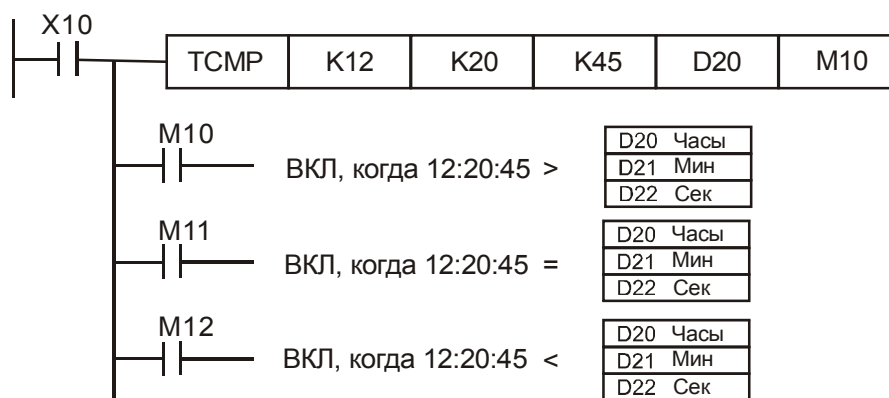 X10
TCMP K12 K20 K45 D20 M10
M10
ВКЛ, когда 12:20:45 >
D20 Часы
D21 Мин
D22 Сек
M11
ВКЛ, когда 12:20:45 =
D20 Часы
D21 Мин
D22 Сек
M12
ВКЛ, когда 12:20:45 <
D20 Часы
D21 Мин
D22 Сек